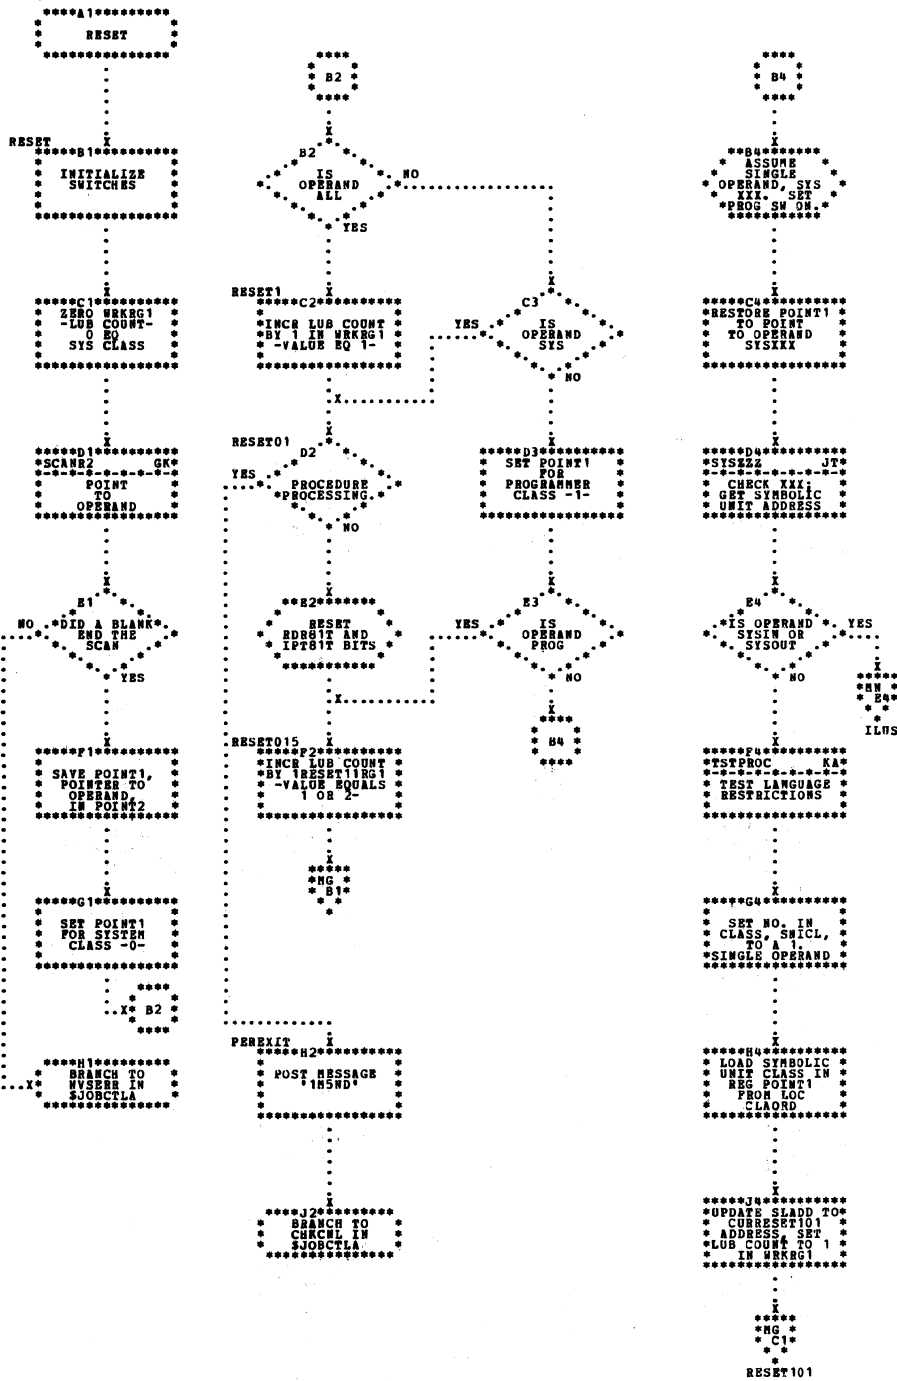 A1
RESET
RESET
B1
INITIALIZE
SWITCHES
C1
ZERO WRKRG1
-LUB COUNT-
0 EQ
SYS CLASS
D1
SCANR2 GK
POINT
TO
OPERAND
E1
NO
DID A BLANK
END THE
SCAN
YES
F1
SAVE POINT1,
POINTER TO
OPERAND,
IN POINT2
G1
SET POINT1
FOR SYSTEM
CLASS -0-
B2
H1
BRANCH TO
NVSERR IN
$JOBCTLA
B2
B2
IS
OPERAND
ALL
NO
YES
RESET1
C2
INCR LUB COUNT
BY 1 IN WRKRG1
-VALUE EQ 1-
RESET01
D2
YES
PROCEDURE
PROCESSING.
NO
E2
RESET
RDR81T AND
IPT81T BITS
RESET015
F2
INCR LUB COUNT
BY 1RESET11RG1
-VALUE EQUALS
1 OR 2-
MG
B1
PEREXIT
H2
POST MESSAGE
'1M5ND'
J2
BRANCH TO
CHKCNL IN
$JOBCTLA
C3
YES
IS
OPERAND
SYS
NO
D3
SET POINT1
FOR
PROGRAMMER
CLASS -1-
E3
YES
IS
OPERAND
PROG
NO
B4
B4
B4
ASSUME
SINGLE
OPERAND, SYS
XXX. SET
PROG SW ON.
C4
RESTORE POINT1
TO POINT
TO OPERAND
SYSXXX
D4
SYSZZZ JT
CHECK XXX;
GET SYMBOLIC
UNIT ADDRESS
E4
IS OPERAND
SYSIN OR
SYSOUT
YES
NO
MN
E4
ILUS
F4
TSTPROC KA
TEST LANGUAGE
RESTRICTIONS
G4
SET NO. IN
CLASS, SNICL,
TO A 1.
SINGLE OPERAND
H4
LOAD SYMBOLIC
UNIT CLASS IN
REG POINT1
FROM LOC
CLAORD
J4
UPDATE SLADD TO
CURRESET101
ADDRESS, SET
LUB COUNT TO 1
IN WRKRG1
MG
C1
RESET101